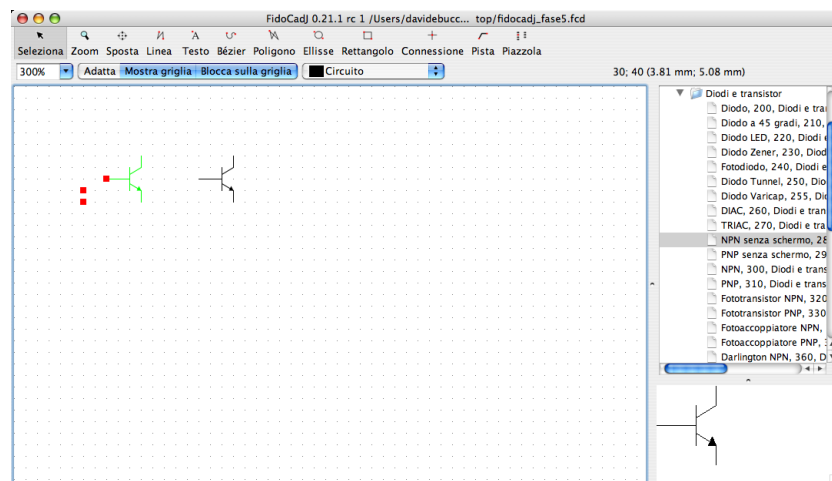 FidoCadJ 0.21.1 rc 1 /Users/davidebucc... top/fidocadj_fase5.fcd
Seleziona Zoom Sposta Linea Testo Bézier Poligono Ellisse Rettangolo Connessione Pista Piazzola
300% Adatta Mostra griglia Blocca sulla griglia Circuito 30; 40 (3.81 mm; 5.08 mm)
Diodi e transistor
Diodo, 200, Diodi e tra
Diodo a 45 gradi, 210,
Diodo LED, 220, Diodi e
Diodo Zener, 230, Diod
Fotodiodo, 240, Diodi e
Diodo Tunnel, 250, Dio
Diodo Varicap, 255, Dio
DIAC, 260, Diodi e tran
TRIAC, 270, Diodi e tra
NPN senza schermo, 28
PNP senza schermo, 29
NPN, 300, Diodi e trans
PNP, 310, Diodi e trans
Fototransistor NPN, 320
Fototransistor PNP, 330
Fotoaccoppiatore NPN,
Fotoaccoppiatore PNP, 3
Darlington NPN, 360, D